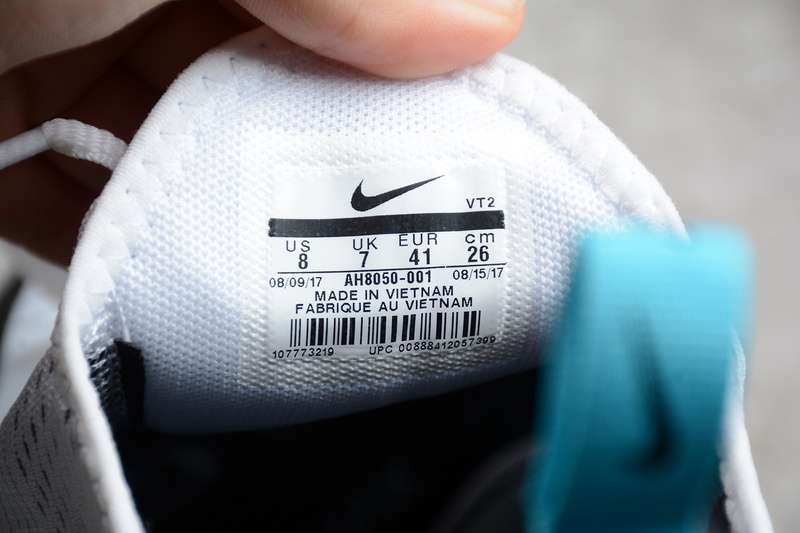 VT2
US UK EUR cm
8 7 41 26
08/09/17 AH8050-001 08/15/17
MADE IN VIETNAM
FABRIQUE AU VIETNAM
107773219 UPC 00888412057399